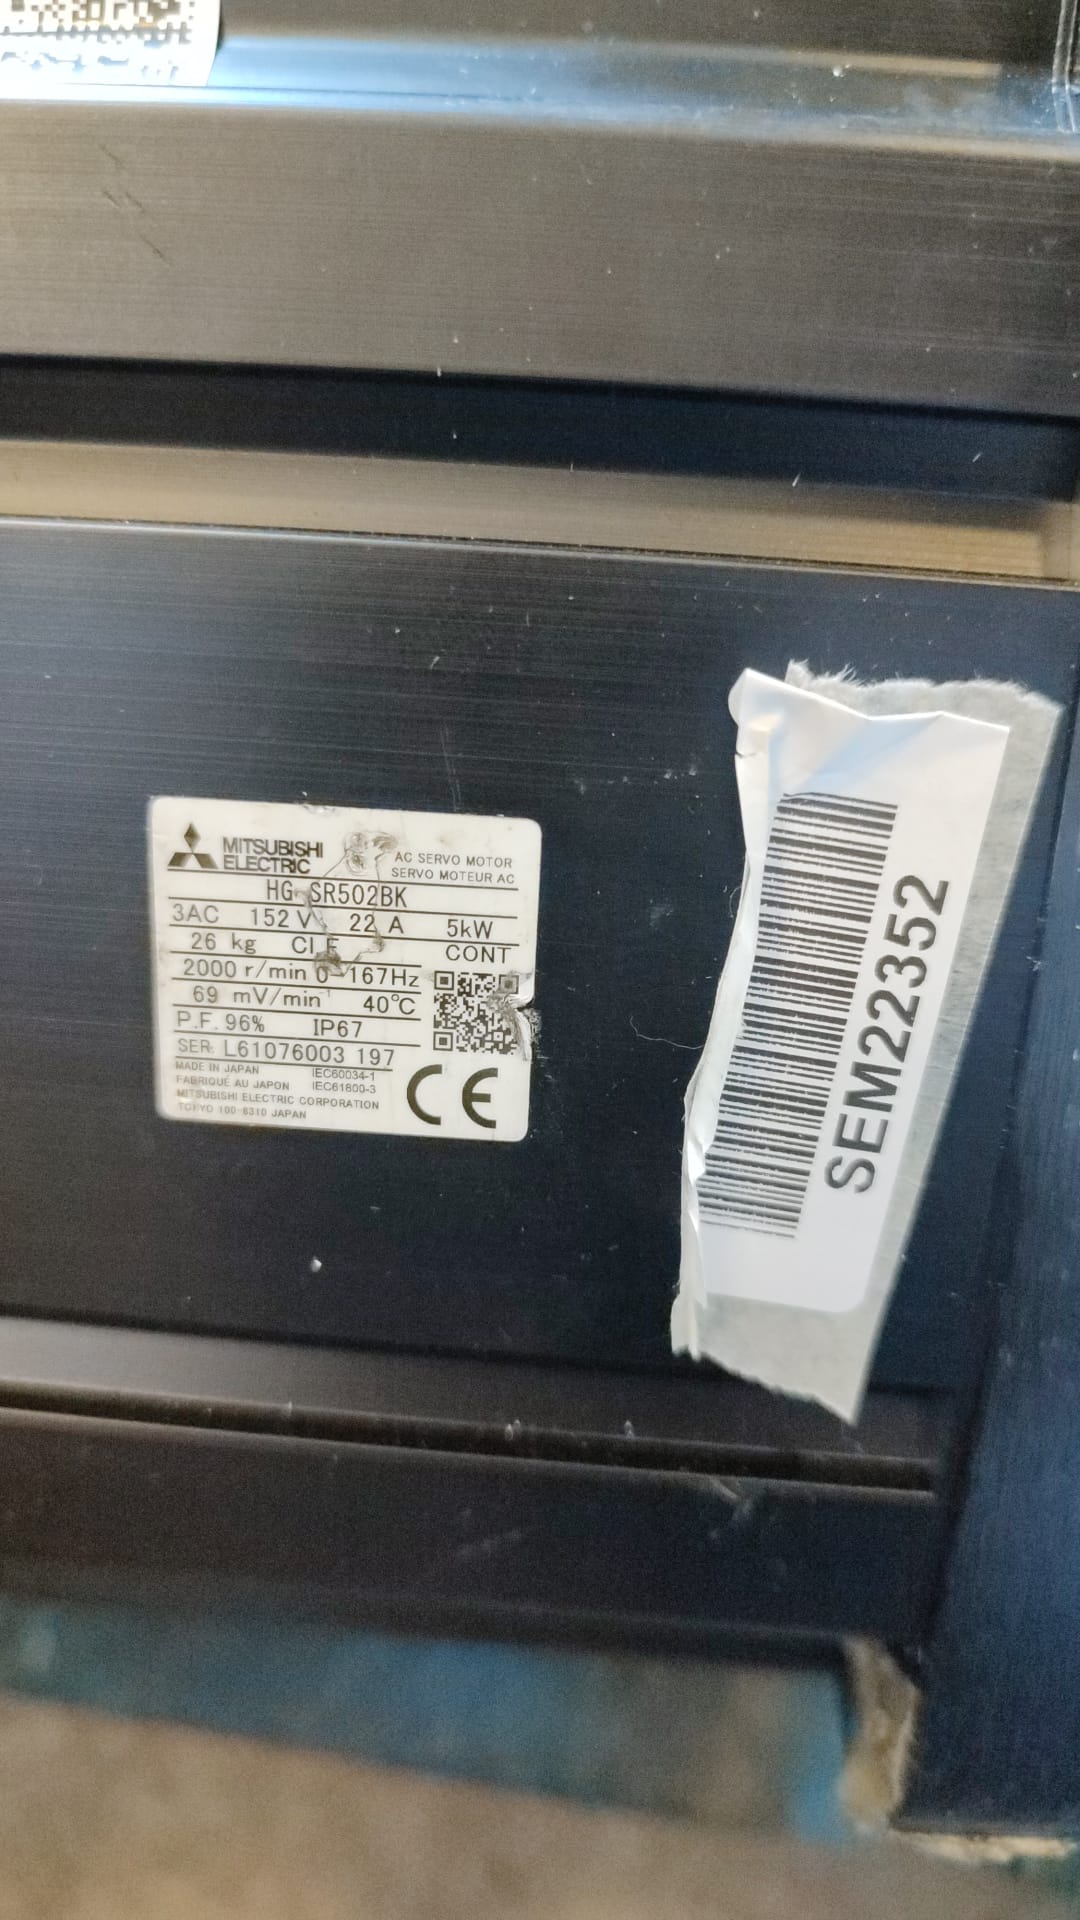 MITSUBISHI
ELECTRIC
AC SERVO MOTOR
SERVO MOTEUR AC
HG-SR502BK
3AC 152 V 22 A 5kW
26 kg CI.F CONT
2000 r/min 0-167Hz
69 mV/min⁻¹ 40℃
P.F. 96% IP67
SER. L61076003 197
MADE IN JAPAN IEC60034-1
FABRIQUÉ AU JAPON IEC61800-3
MITSUBISHI ELECTRIC CORPORATION
TOKYO 100-8310 JAPAN
CE
SEM22352